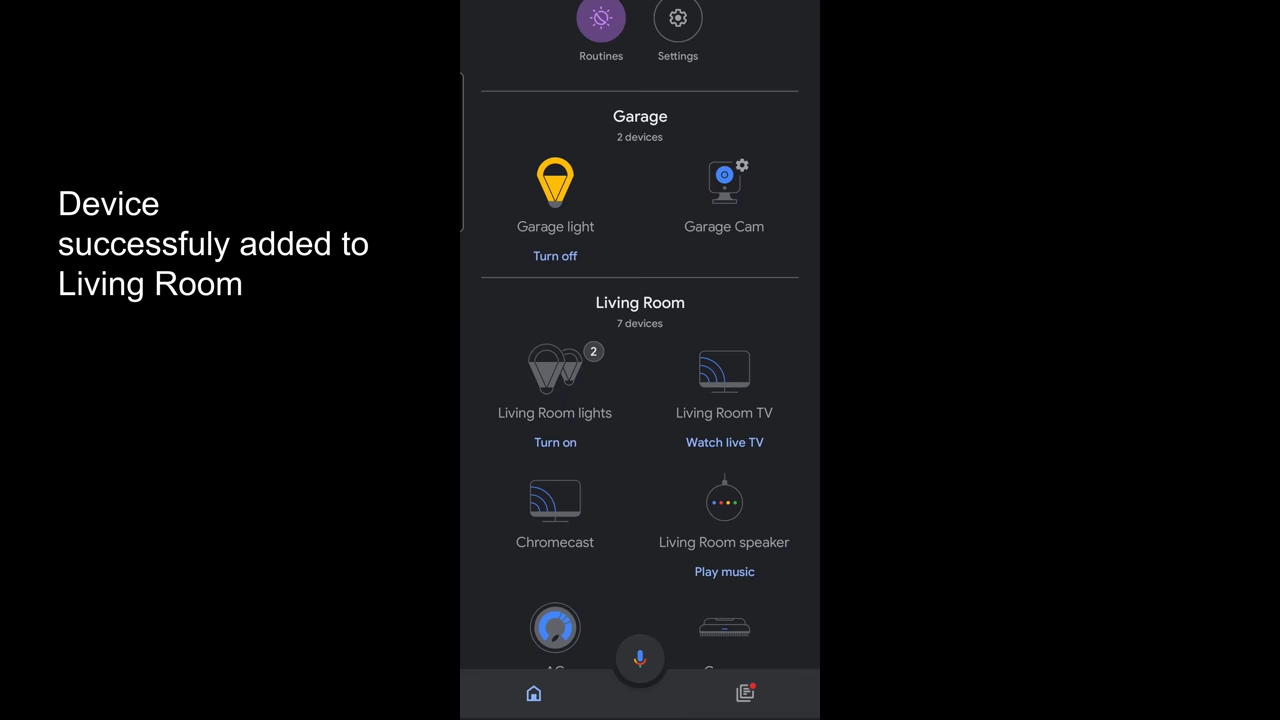 Device
successfuly added to
Living Room
Routines
Settings
Garage
2 devices
Garage light
Garage Cam
Turn off
Living Room
7 devices
2
Living Room lights
Living Room TV
Turn on
Watch live TV
Chromecast
Living Room speaker
Play music